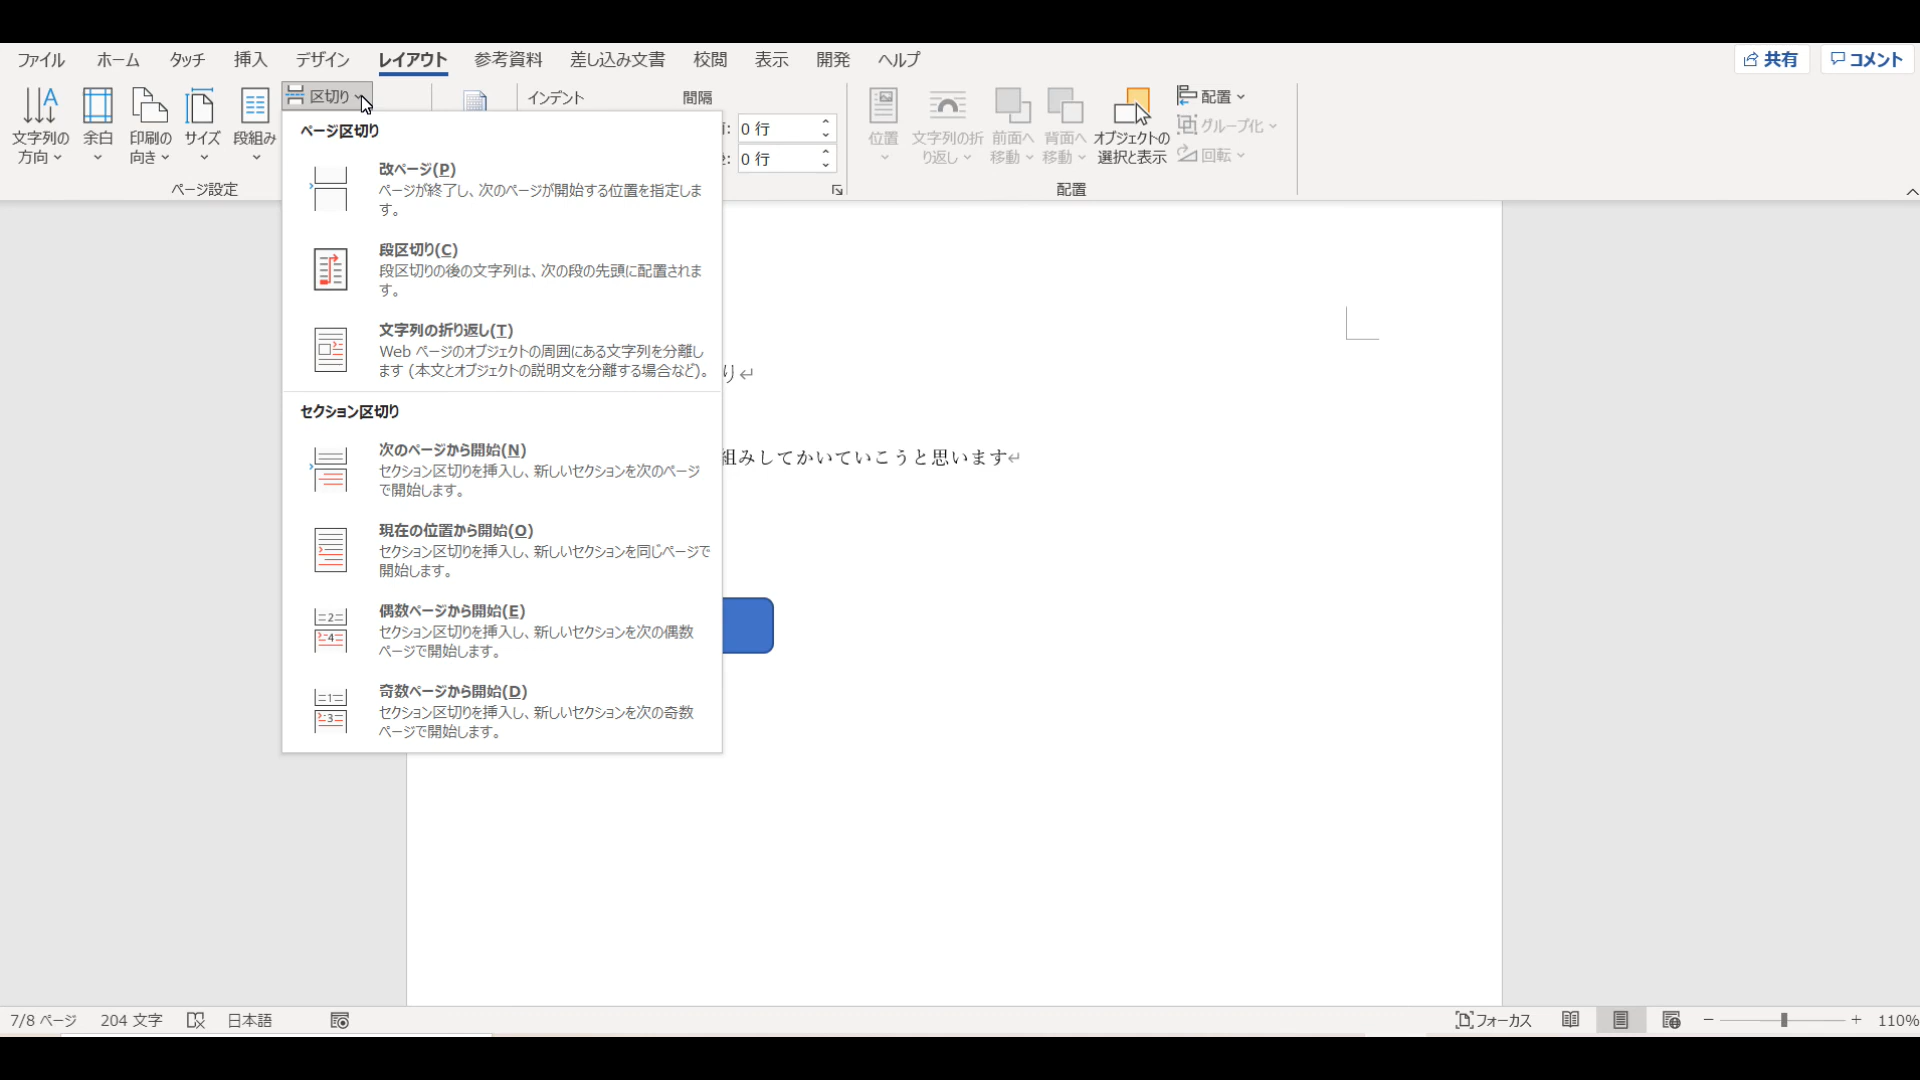 ファイル ホーム タッチ 挿入 デザイン レイアウト 参考資料 差し込み文書 校閲 表示 開発 ヘルプ 共有 コメント
文字列の
方向
余白
印刷の
向き
サイズ
段組み
区切り
ページ設定
インデント 間隔
0 行
0 行
位置
文字列の折
り返し
前面へ
移動
背面へ
移動
オブジェクトの
選択と表示
配置
グループ化
回転
配置
ページ区切り
改ページ(P)
ページが終了し、次のページが開始する位置を指定しま
す。
段区切り(C)
段区切りの後の文字列は、次の段の先頭に配置されま
す。
文字列の折り返し(T)
Web ページのオブジェクトの周囲にある文字列を分離し
ます (本文とオブジェクトの説明文を分離する場合など)。
セクション区切り
次のページから開始(N)
セクション区切りを挿入し、新しいセクションを次のページ
で開始します。
現在の位置から開始(O)
セクション区切りを挿入し、新しいセクションを同じページで
開始します。
偶数ページから開始(E)
セクション区切りを挿入し、新しいセクションを次の偶数
ページで開始します。
奇数ページから開始(D)
セクション区切りを挿入し、新しいセクションを次の奇数
ページで開始します。
り
組みしてかいていこうと思います
7/8 ページ 204 文字 日本語 フォーカス 110%